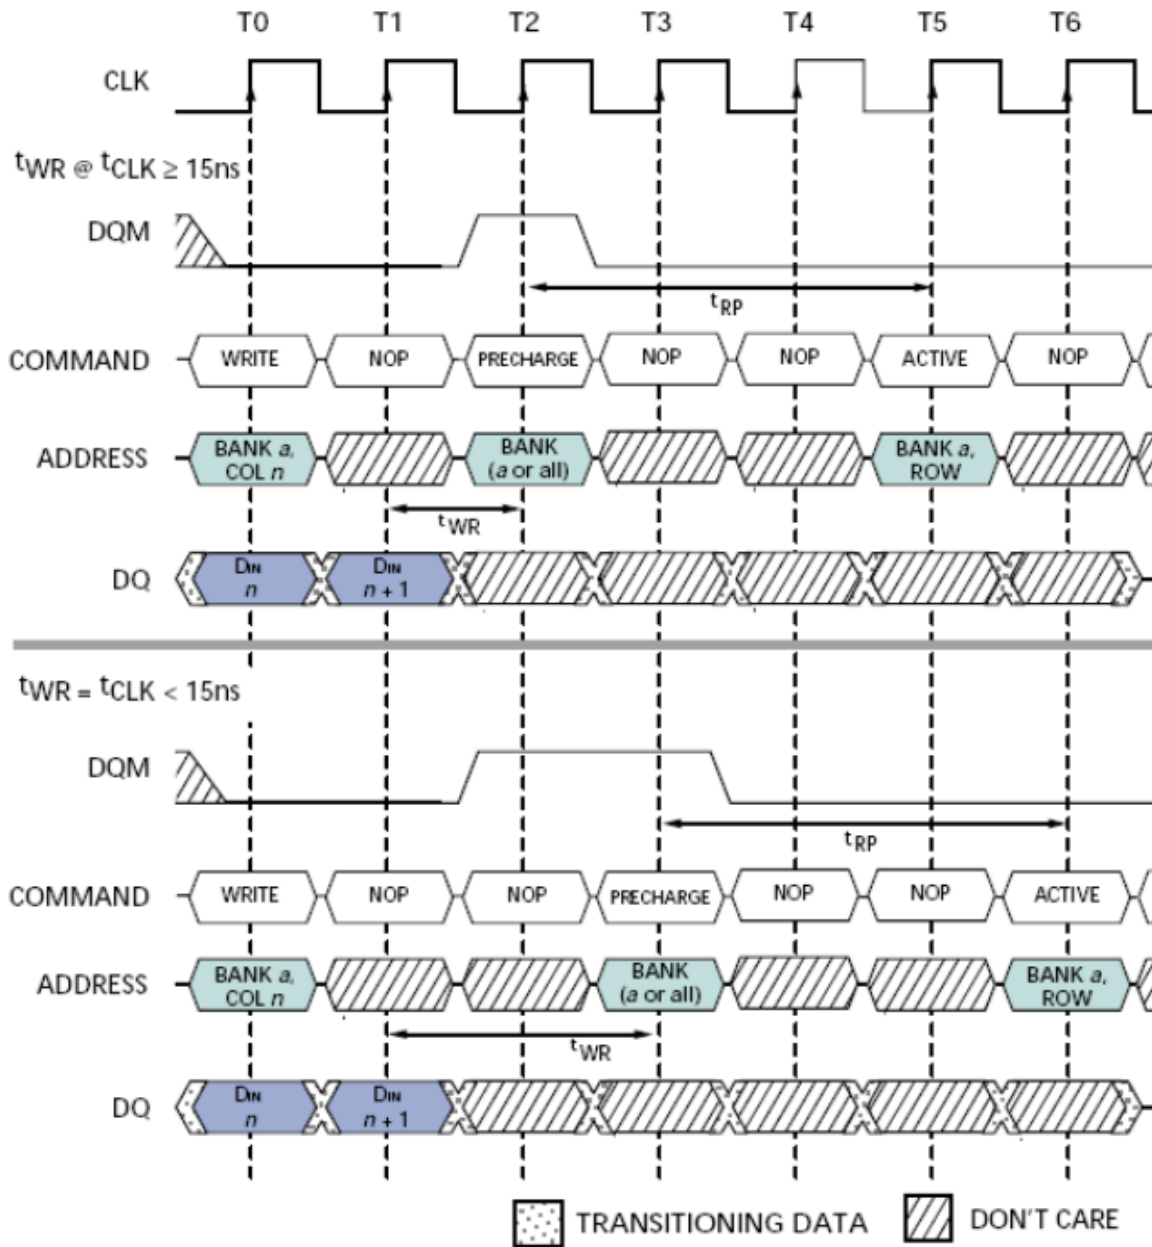 T0 T1 T2 T3 T4 T5 T6
CLK
tWR @ tCLK ≥ 15ns
DQM
tRP
COMMAND WRITE NOP PRECHARGE NOP NOP ACTIVE NOP
ADDRESS BANK a, COL n BANK (a or all) BANK a, ROW
tWR
DQ DIN n DIN n + 1
tWR = tCLK < 15ns
DQM
tRP
COMMAND WRITE NOP NOP PRECHARGE NOP NOP ACTIVE
ADDRESS BANK a, COL n BANK (a or all) BANK a, ROW
tWR
DQ DIN n DIN n + 1
TRANSITIONING DATA DON'T CARE